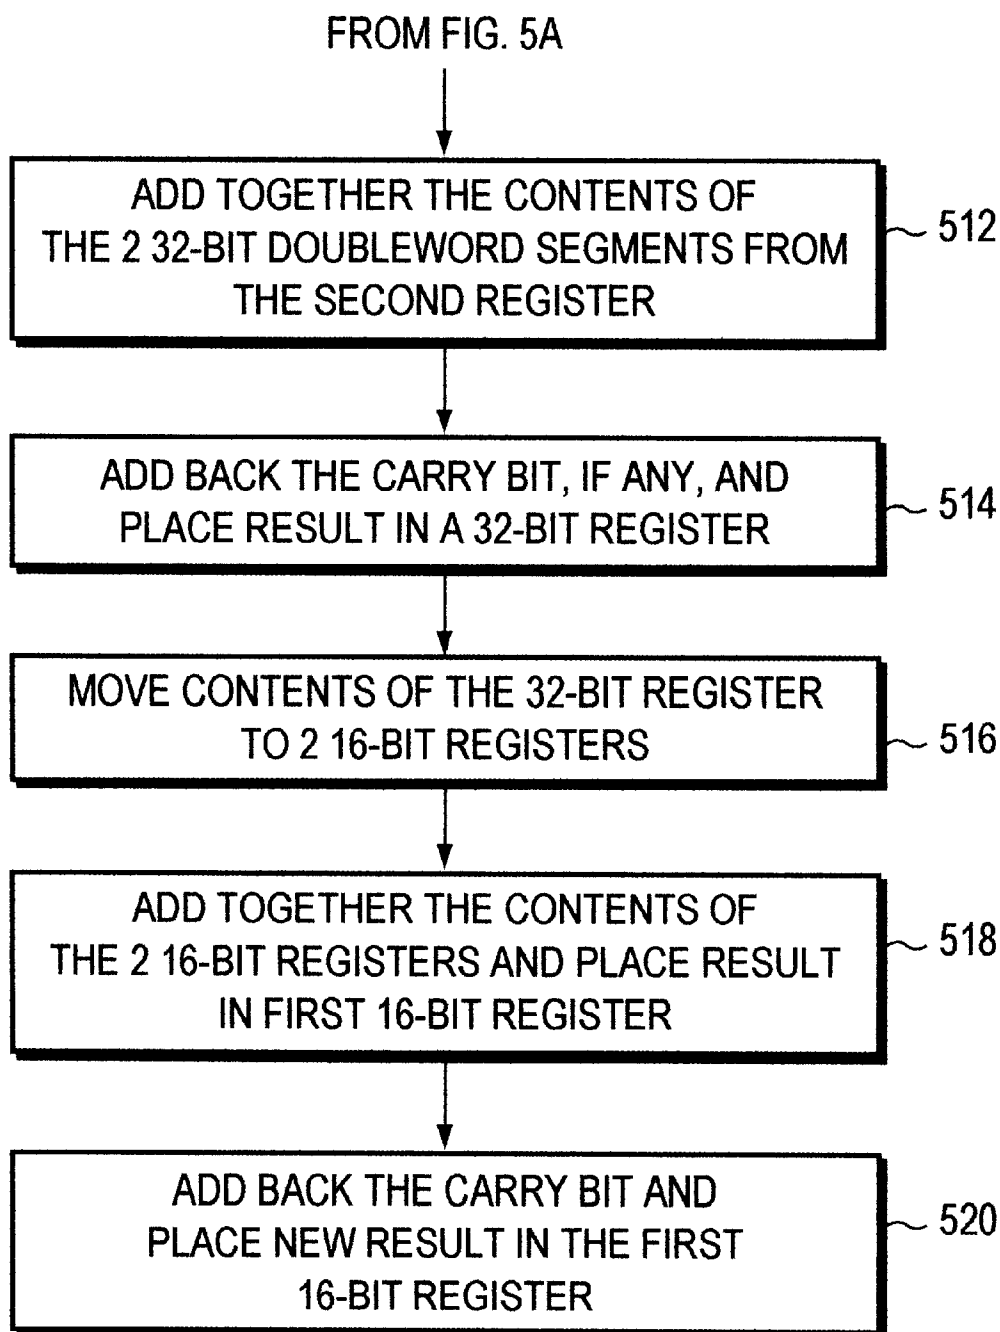 FROM FIG. 5A
ADD TOGETHER THE CONTENTS OF
THE 2 32-BIT DOUBLEWORD SEGMENTS FROM
THE SECOND REGISTER
512
ADD BACK THE CARRY BIT, IF ANY, AND
PLACE RESULT IN A 32-BIT REGISTER
514
MOVE CONTENTS OF THE 32-BIT REGISTER
TO 2 16-BIT REGISTERS
516
ADD TOGETHER THE CONTENTS OF
THE 2 16-BIT REGISTERS AND PLACE RESULT
IN FIRST 16-BIT REGISTER
518
ADD BACK THE CARRY BIT AND
PLACE NEW RESULT IN THE FIRST
16-BIT REGISTER
520